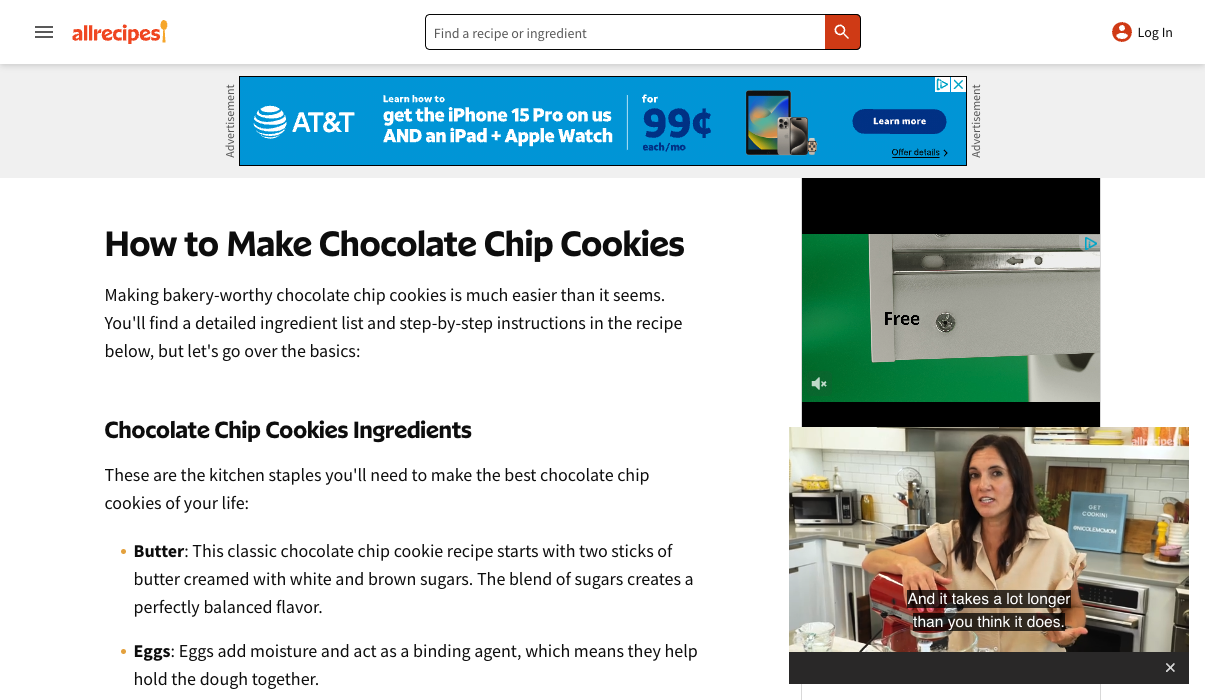 allrecipes
Find a recipe or ingredient
Log In
Advertisement
AT&T
Learn how to
get the iPhone 15 Pro on us
AND an iPad + Apple Watch
for
99¢
each/mo
Learn more
Offer details
Advertisement
How to Make Chocolate Chip Cookies
Making bakery-worthy chocolate chip cookies is much easier than it seems.
You'll find a detailed ingredient list and step-by-step instructions in the recipe
below, but let's go over the basics:
Chocolate Chip Cookies Ingredients
These are the kitchen staples you'll need to make the best chocolate chip
cookies of your life:
• Butter: This classic chocolate chip cookie recipe starts with two sticks of
butter creamed with white and brown sugars. The blend of sugars creates a
perfectly balanced flavor.
• Eggs: Eggs add moisture and act as a binding agent, which means they help
hold the dough together.
Free
allrecipes
GET
COOKIN!
@NICOLEMCMOM
And it takes a lot longer
than you think it does.